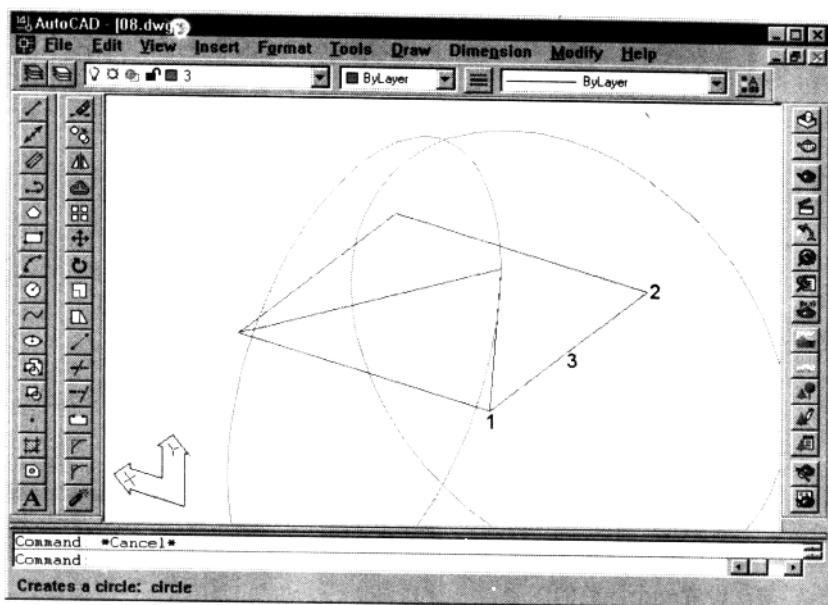 AutoCAD - [08.dwg
File Edit View Insert Format Tools Draw Dimension Modify Help
3 ByLayer ByLayer
2
3
1
Y
X
A
Command: *Cancel*
Command:
Creates a circle: circle